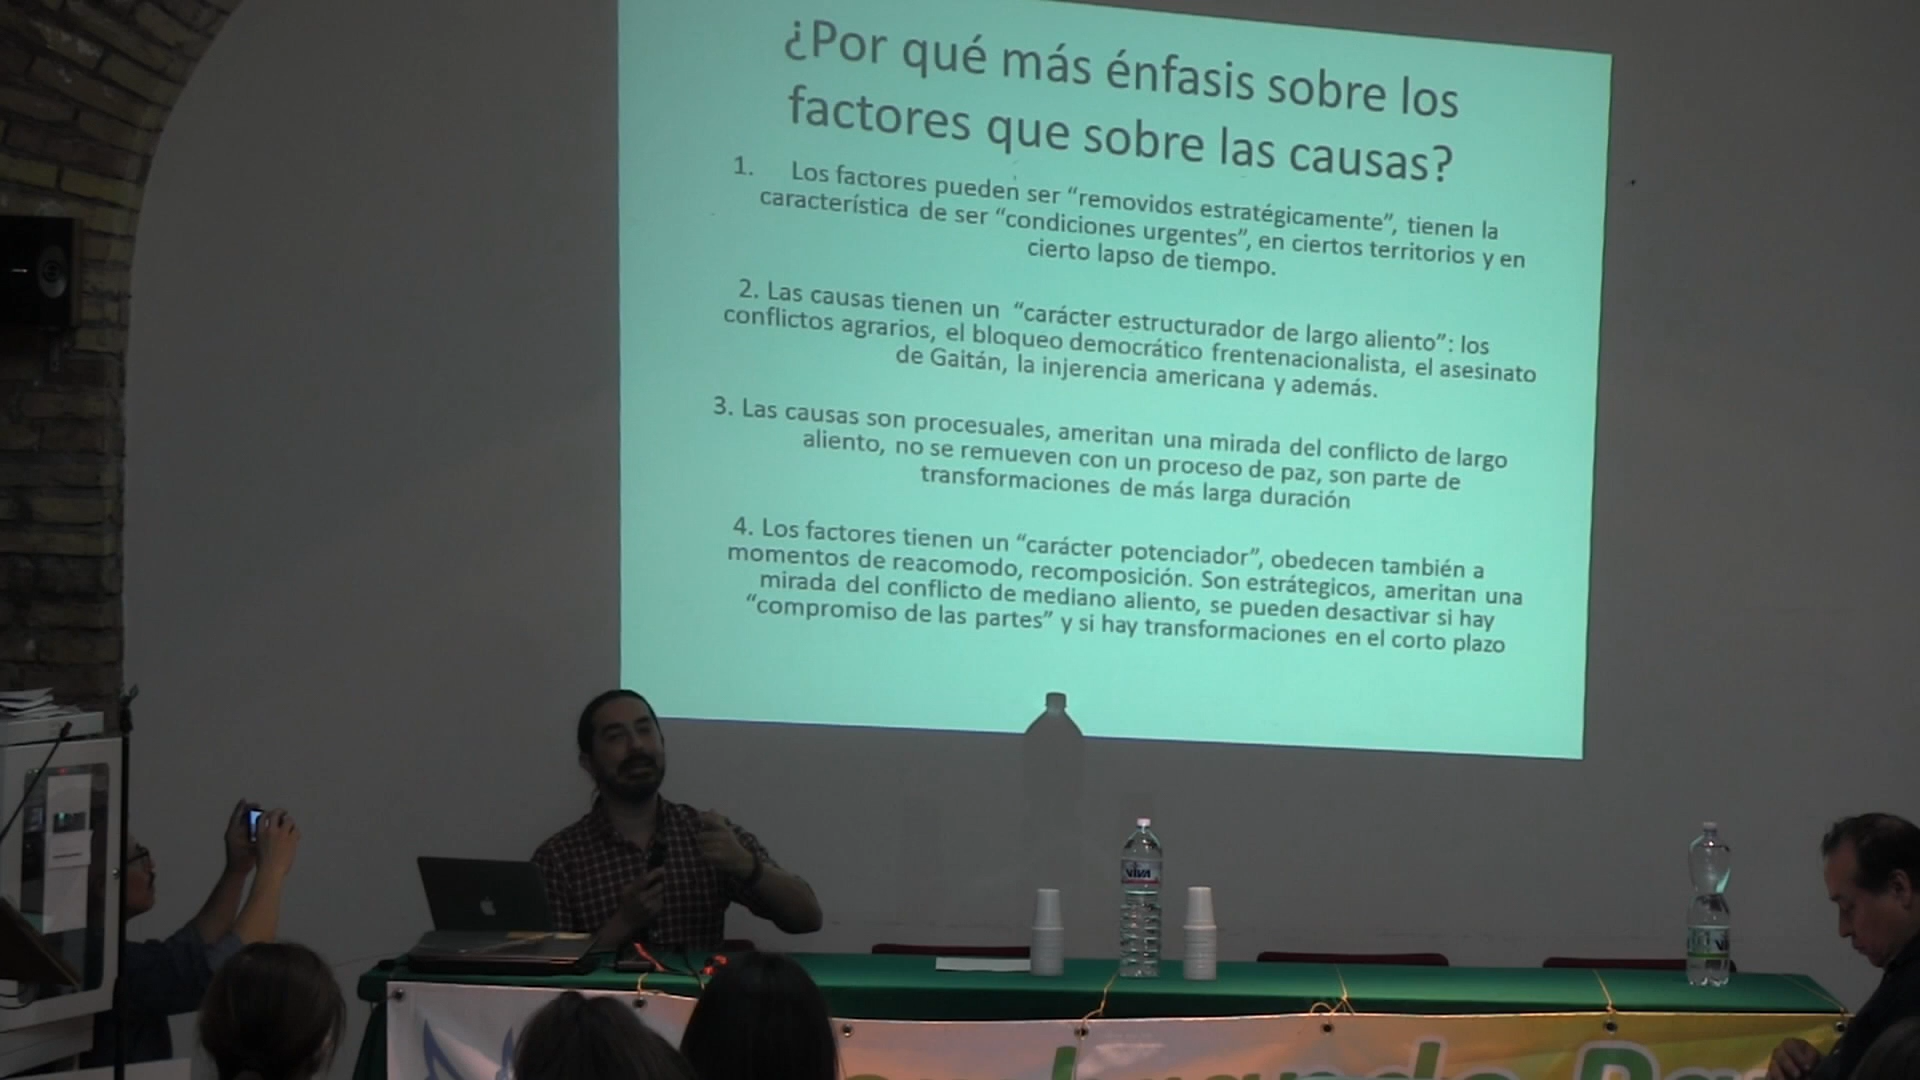 ¿Por qué más énfasis sobre los
factores que sobre las causas?
1. Los factores pueden ser “removidos estratégicamente”, tienen la
característica de ser “condiciones urgentes”, en ciertos territorios y en
cierto lapso de tiempo.
2. Las causas tienen un “carácter estructurador de largo aliento”: los
conflictos agrarios, el bloqueo democrático frentenacionalista, el asesinato
de Gaitán, la injerencia americana y además.
3. Las causas son procesuales, ameritan una mirada del conflicto de largo
aliento, no se remueven con un proceso de paz, son parte de
transformaciones de más larga duración
4. Los factores tienen un “carácter potenciador”, obedecen también a
momentos de reacomodo, recomposición. Son estrátegicos, ameritan una
mirada del conflicto de mediano aliento, se pueden desactivar si hay
“compromiso de las partes” y si hay transformaciones en el corto plazo
VIVA